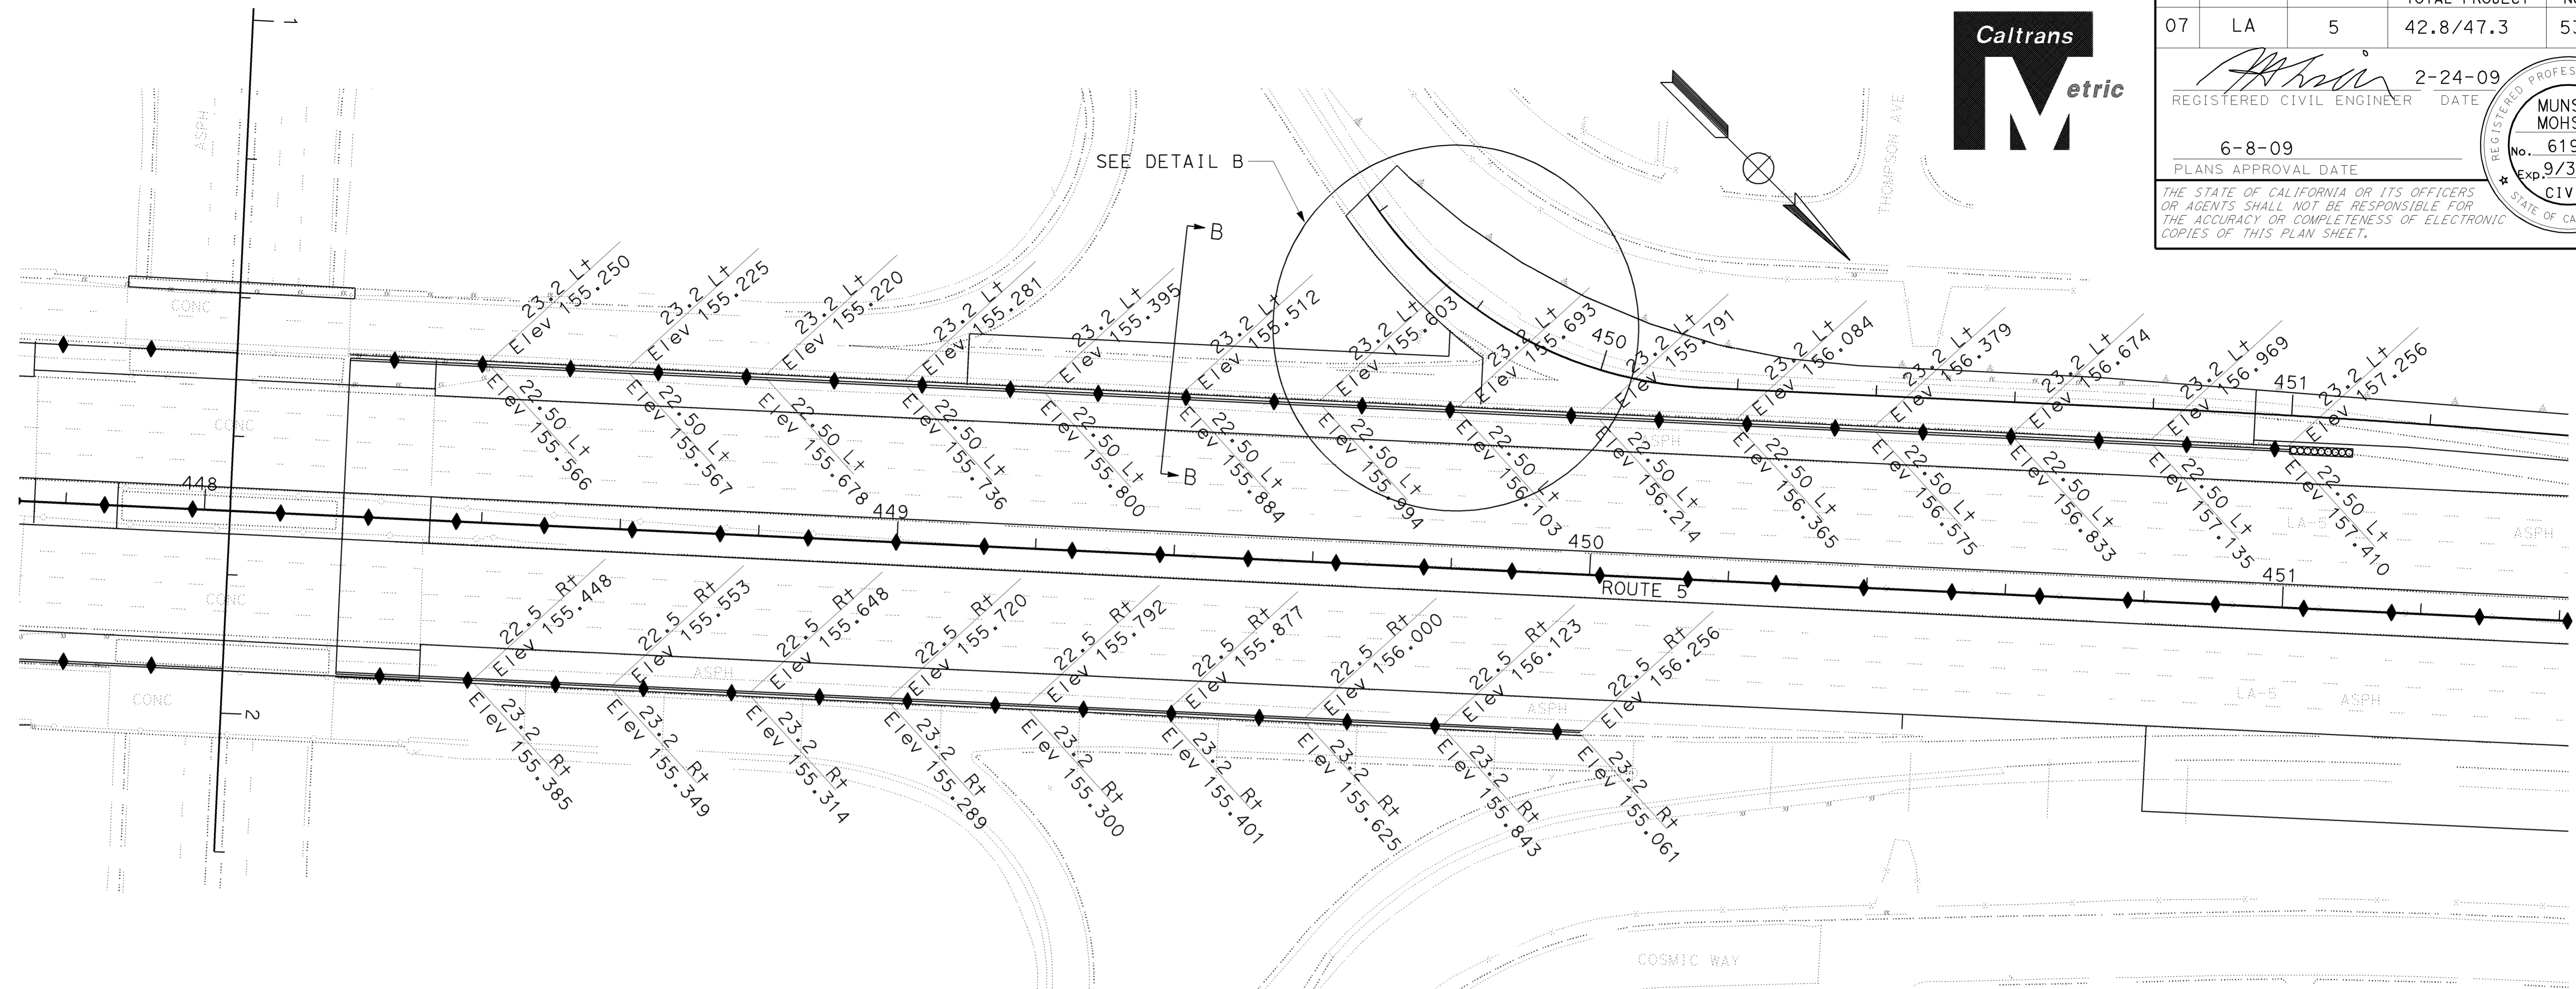 Caltrans
Metric
TOTAL PROJECT
07 LA 5 42.8/47.3
2-24-09
REGISTERED CIVIL ENGINEER DATE
6-8-09
PLANS APPROVAL DATE
THE STATE OF CALIFORNIA OR ITS OFFICERS
OR AGENTS SHALL NOT BE RESPONSIBLE FOR
THE ACCURACY OR COMPLETENESS OF ELECTRONIC
COPIES OF THIS PLAN SHEET.
REGISTERED
No.
Exp.
STATE OF
1
ASPH
THOMPSON AVE
SEE DETAIL B
B
B
CONC
23.2 Lt
Elev 155.250
23.2 Lt
Elev 155.225
23.2 Lt
Elev 155.220
23.2 Lt
Elev 155.281
23.2 Lt
Elev 155.395
23.2 Lt
Elev 155.512
23.2 Lt
Elev 155.603
23.2 Lt
Elev 155.693
23.2 Lt
Elev 155.791
23.2 Lt
Elev 156.084
23.2 Lt
Elev 156.379
23.2 Lt
Elev 156.674
23.2 Lt
Elev 156.969
23.2 Lt
Elev 157.256
450
451
22.50 Lt
Elev 155.566
22.50 Lt
Elev 155.567
22.50 Lt
Elev 155.678
22.50 Lt
Elev 155.736
22.50 Lt
Elev 155.800
22.50 Lt
Elev 155.884
22.50 Lt
Elev 155.994
22.50 Lt
Elev 156.103
22.50 Lt
Elev 156.214
22.50 Lt
Elev 156.365
22.50 Lt
Elev 156.575
22.50 Lt
Elev 156.833
22.50 Lt
Elev 157.135
22.50 Lt
Elev 157.410
CONC
ASPH
LA-5
ASPH
448
449
450
451
ROUTE 5
CONC
22.5 Rt
Elev 155.448
22.5 Rt
Elev 155.553
22.5 Rt
Elev 155.648
22.5 Rt
Elev 155.720
22.5 Rt
Elev 155.792
22.5 Rt
Elev 155.877
22.5 Rt
Elev 156.000
22.5 Rt
Elev 156.123
22.5 Rt
Elev 156.256
CONC
ASPH
ASPH
LA-5
ASPH
2
23.2 Rt
Elev 155.385
23.2 Rt
Elev 155.349
23.2 Rt
Elev 155.314
23.2 Rt
Elev 155.289
23.2 Rt
Elev 155.300
23.2 Rt
Elev 155.401
23.2 Rt
Elev 155.625
23.2 Rt
Elev 155.843
23.2 Rt
Elev 155.061
COSMIC WAY